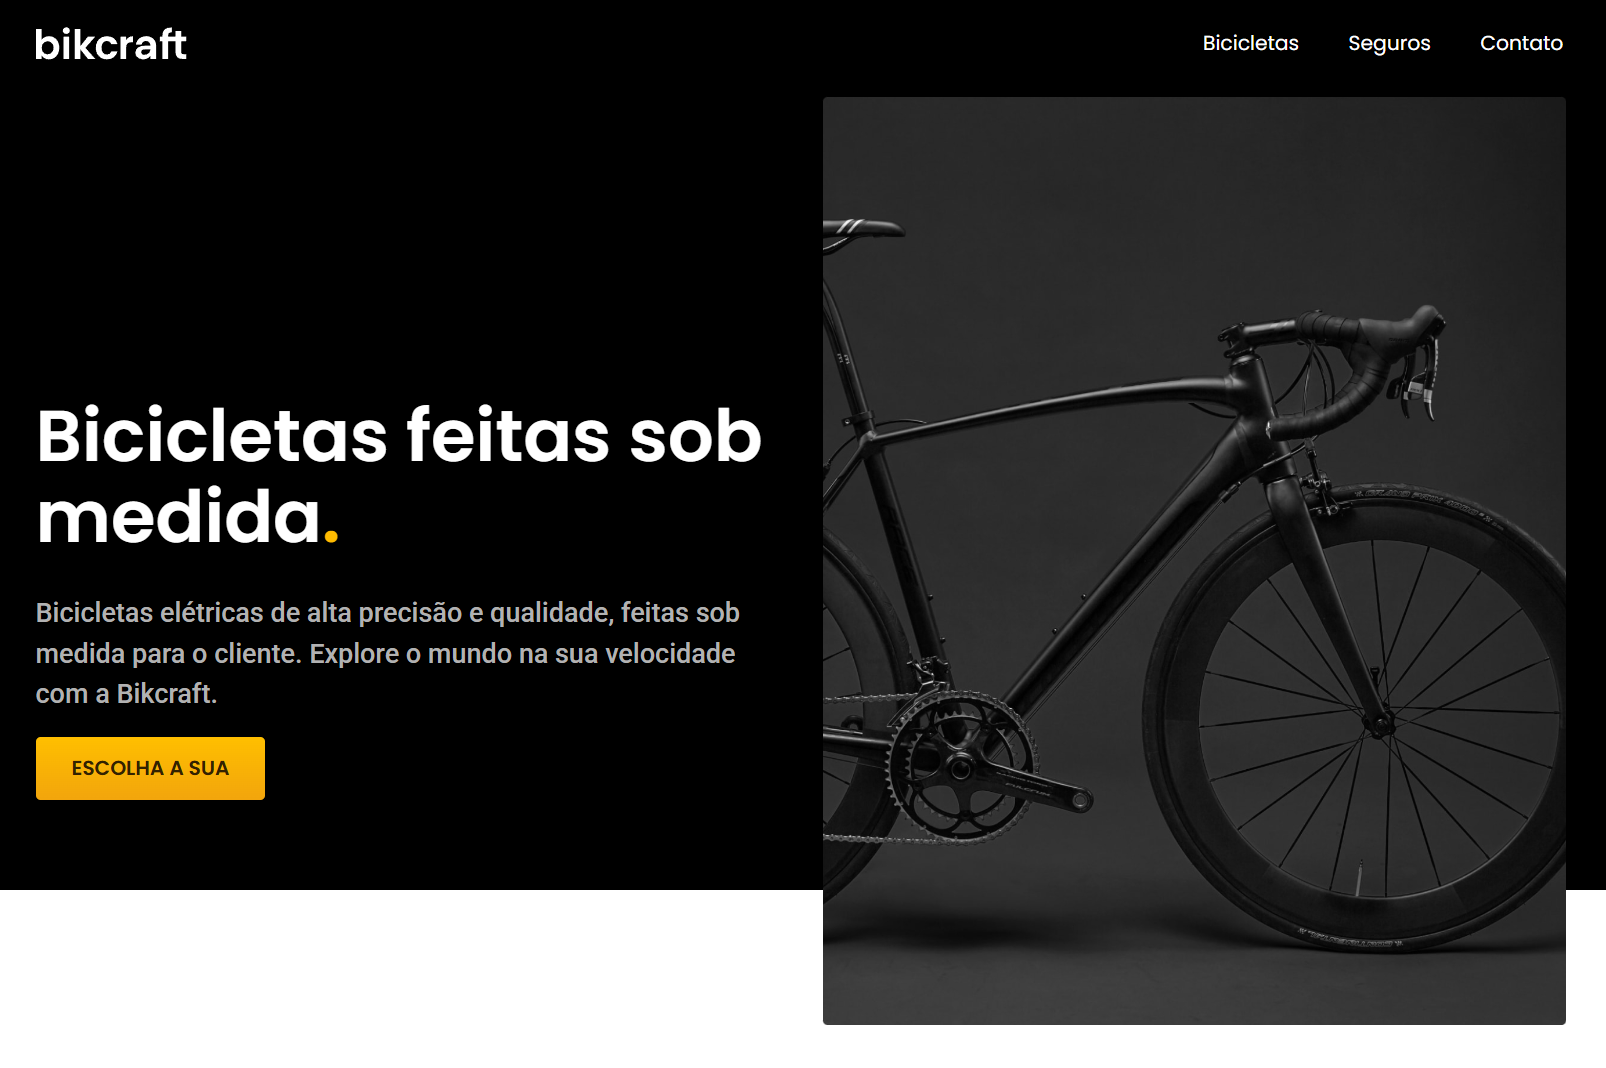 bikcraft
Bicicletas Seguros Contato
Bicicletas feitas sob
medida.
Bicicletas elétricas de alta precisão e qualidade, feitas sob
medida para o cliente. Explore o mundo na sua velocidade
com a Bikcraft.
ESCOLHA A SUA